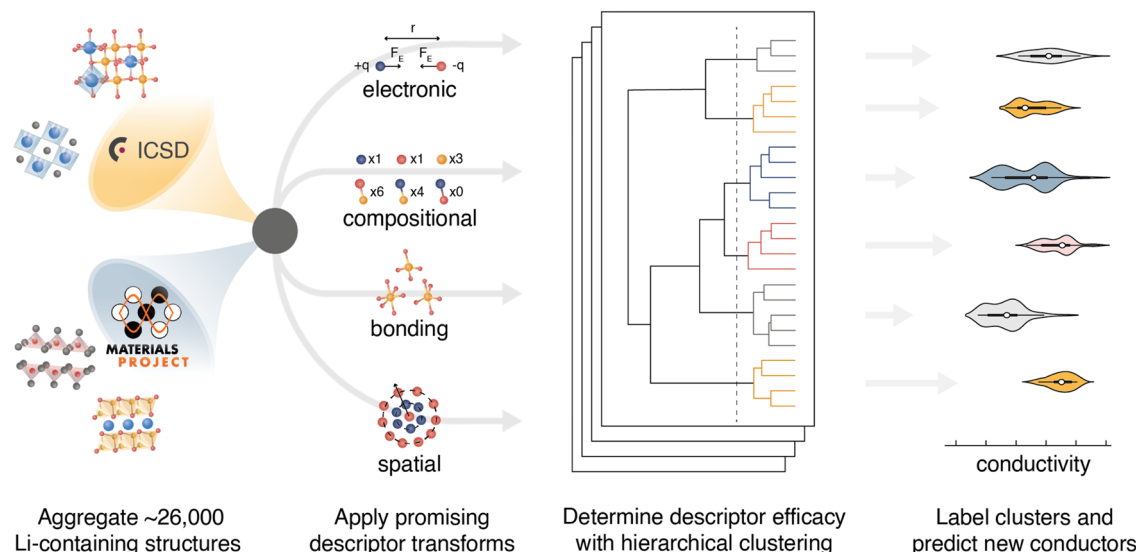 ICSD
MATERIALS
PROJECT
r
F_E F_E
+q -q
electronic
x1 x1 x3
x6 x4 x0
compositional
bonding
spatial
conductivity
Aggregate ~26,000
Li-containing structures
Apply promising
descriptor transforms
Determine descriptor efficacy
with hierarchical clustering
Label clusters and
predict new conductors